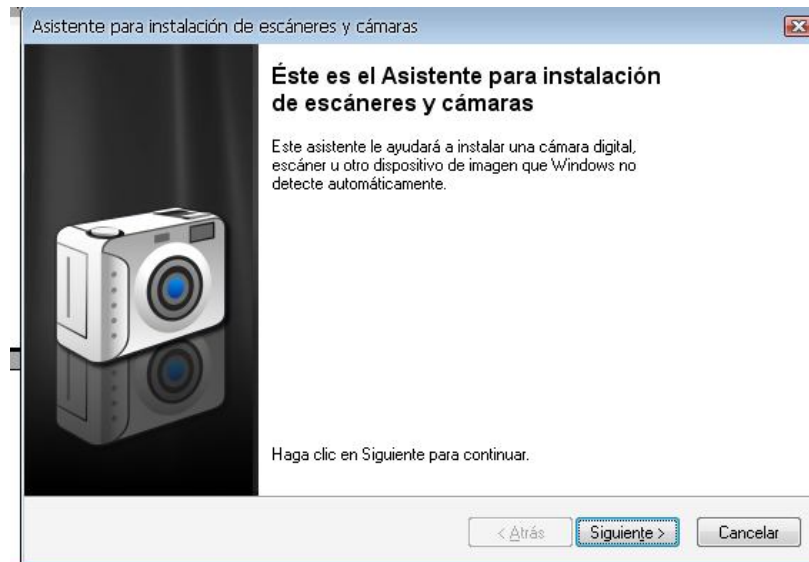 Asistente para instalación de escáneres y cámaras
Éste es el Asistente para instalación
de escáneres y cámaras
Este asistente le ayudará a instalar una cámara digital,
escáner u otro dispositivo de imagen que Windows no
detecte automáticamente.
Haga clic en Siguiente para continuar.
< Atrás
Siguiente >
Cancelar